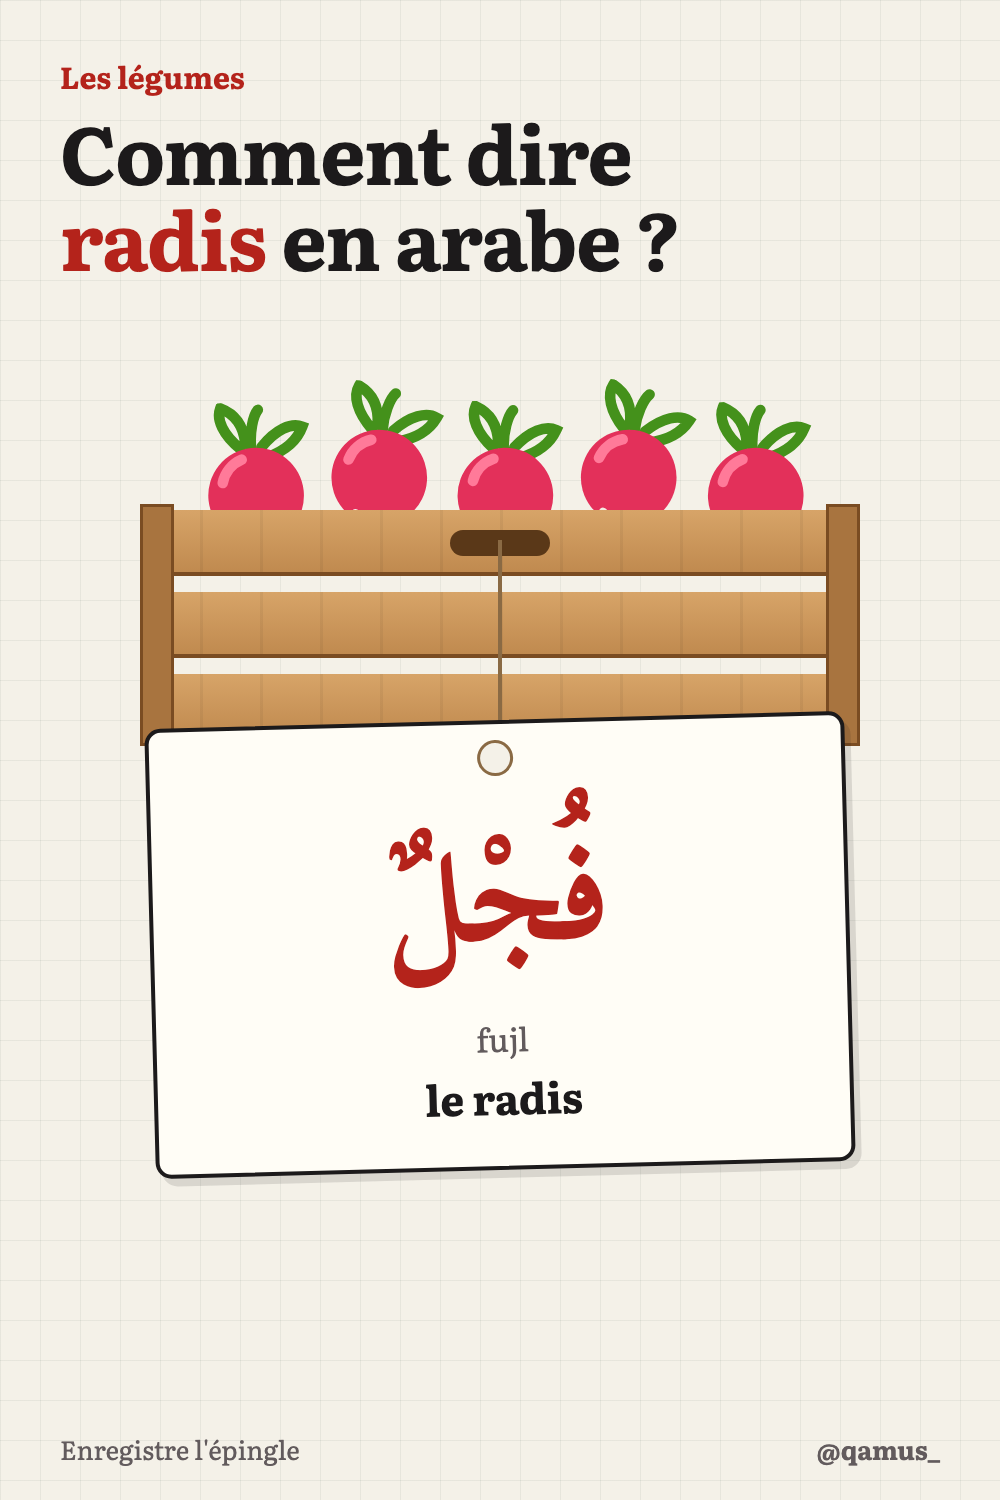 Les légumes
Comment dire
radis en arabe ?
فُجْلٌ
fujl
le radis
Enregistre l'épingle
@qamus_